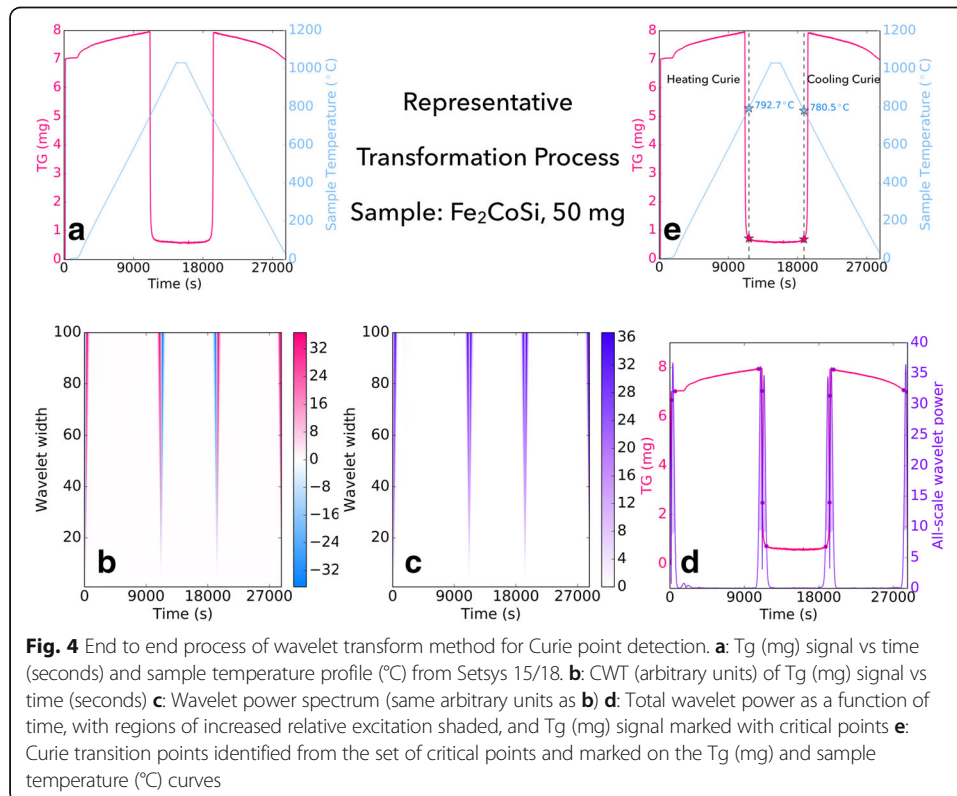 8
7
6
5
4
3
2
1
0
TG (mg)
1200
1000
800
600
400
200
0
Sample Temperature (°C)
a
0 9000 18000 27000
Time (s)
Representative
Transformation Process
Sample: Fe₂CoSi, 50 mg
8
7
6
5
4
3
2
1
0
TG (mg)
1200
1000
800
600
400
200
0
Sample Temperature (°C)
Heating Curie
Cooling Curie
792.7°C
780.5°C
e
0 9000 18000 27000
Time (s)
100
80
60
40
20
Wavelet width
32
24
16
8
0
−8
−16
−24
−32
b
0 9000 18000 27000
Time (s)
100
80
60
40
20
Wavelet width
36
32
28
24
20
16
12
8
4
0
c
0 9000 18000 27000
Time (s)
8
6
4
2
0
TG (mg)
40
35
30
25
20
15
10
5
0
All-scale wavelet power
d
0 9000 18000 27000
Time (s)
Fig. 4 End to end process of wavelet transform method for Curie point detection. a: Tg (mg) signal vs time
(seconds) and sample temperature profile (°C) from Setsys 15/18. b: CWT (arbitrary units) of Tg (mg) signal vs
time (seconds) c: Wavelet power spectrum (same arbitrary units as b) d: Total wavelet power as a function of
time, with regions of increased relative excitation shaded, and Tg (mg) signal marked with critical points e:
Curie transition points identified from the set of critical points and marked on the Tg (mg) and sample
temperature (°C) curves